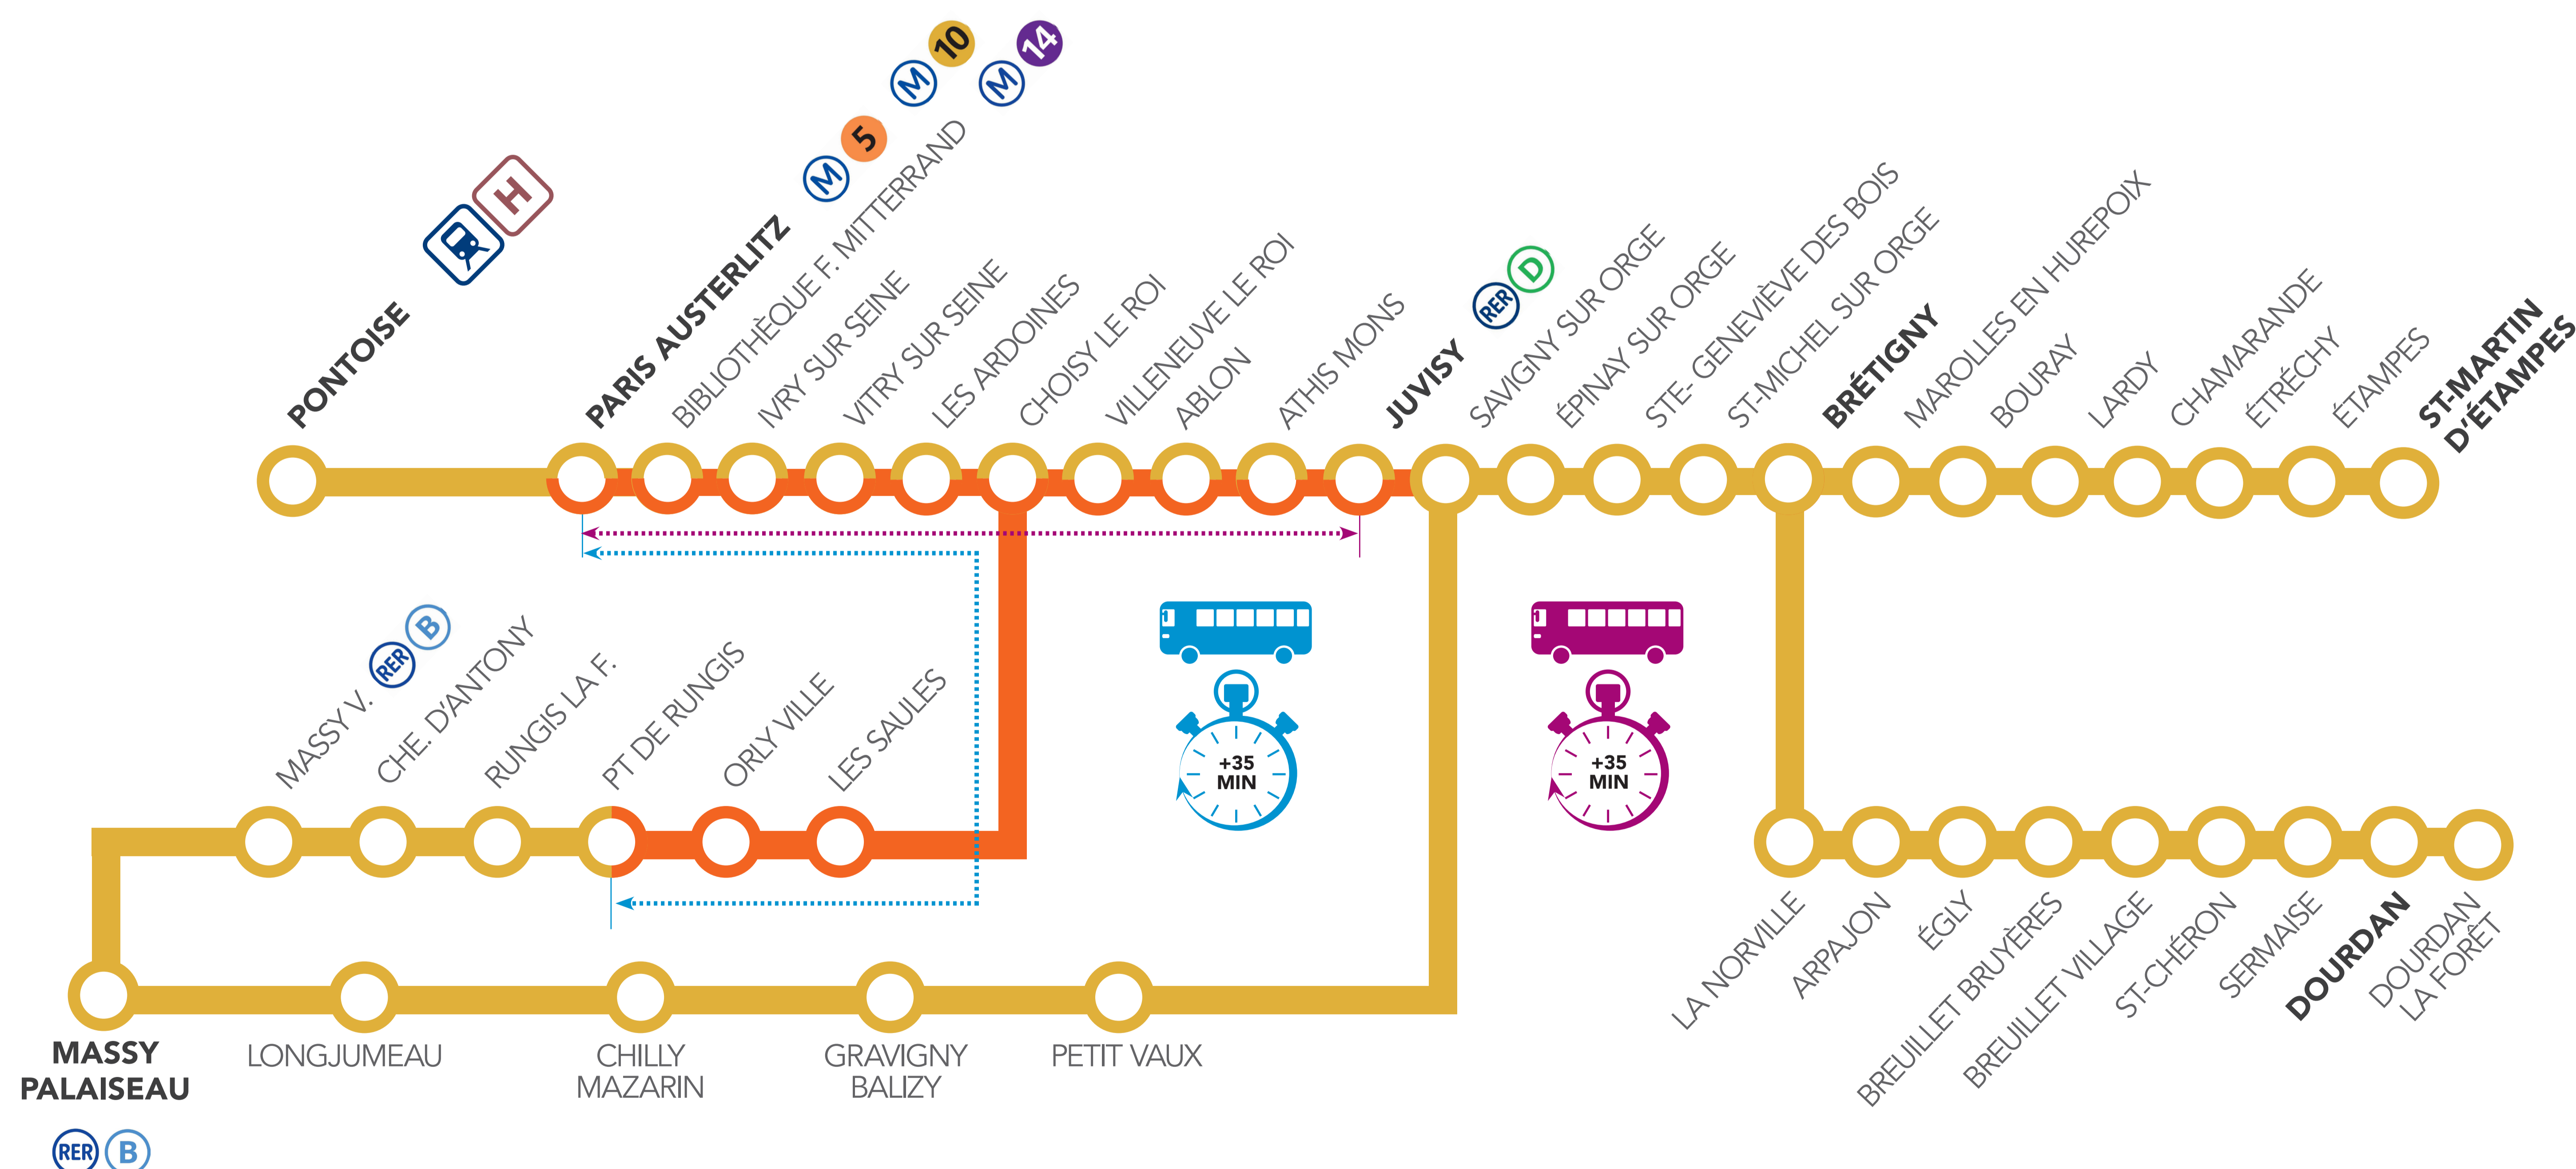 PONTOISE
H
PARIS AUSTERLITZ
M 5
M 10
BIBLIOTHÈQUE F. MITTERRAND
M 14
IVRY SUR SEINE
VITRY SUR SEINE
LES ARDOINES
CHOISY LE ROI
VILLENEUVE LE ROI
ABLON
ATHIS MONS
JUVISY
RER D
SAVIGNY SUR ORGE
ÉPINAY SUR ORGE
STE- GENEVIÈVE DES BOIS
ST-MICHEL SUR ORGE
BRÉTIGNY
MAROLLES EN HUREPOIX
BOURAY
LARDY
CHAMARANDE
ÉTRÉCHY
ÉTAMPES
ST-MARTIN
D'ÉTAMPES
MASSY V.
RER B
CHE. D'ANTONY
RUNGIS LA F.
PT DE RUNGIS
ORLY VILLE
LES SAULES
+35
MIN
+35
MIN
LA NORVILLE
ARPAJON
ÉGLY
BREUILLET BRUYÈRES
BREUILLET VILLAGE
ST-CHÉRON
SERMAISE
DOURDAN
DOURDAN
LA FORÊT
MASSY
PALAISEAU
RER B
LONGJUMEAU
CHILLY
MAZARIN
GRAVIGNY
BALIZY
PETIT VAUX